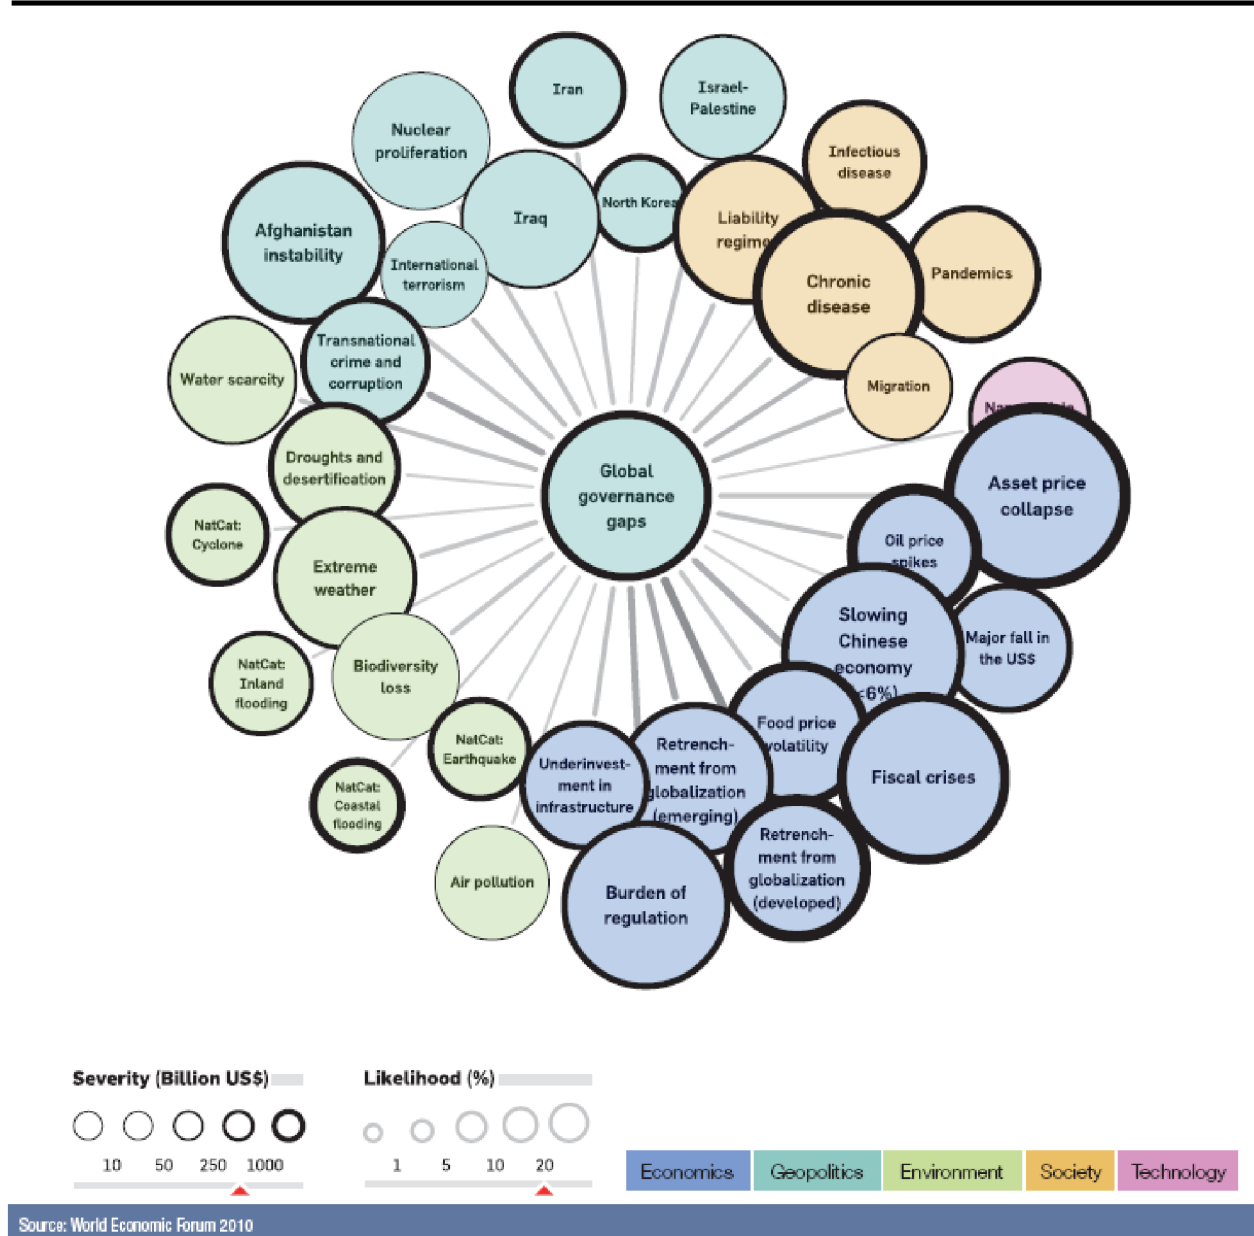 Iran
Israel-
Palestine
Nuclear
proliferation
Infectious
disease
North Korea
Iraq
Liability
regime
Afghanistan
instability
International
terrorism
Chronic
disease
Pandemics
Transnational
crime and
corruption
Water scarcity
Migration
Droughts and
desertification
Global
governance
gaps
Asset price
collapse
NatCat:
Cyclone
Oil price
spikes
Extreme
weather
Slowing
Chinese
economy
(<6%)
Major fall in
the US$
NatCat:
Inland
flooding
Biodiversity
loss
NatCat:
Earthquake
Food price
volatility
Underinvest-
ment in
infrastructure
Retrench-
ment from
globalization
(emerging)
Fiscal crises
NatCat:
Coastal
flooding
Retrench-
ment from
globalization
(developed)
Air pollution
Burden of
regulation
Severity (Billion US$)
10 50 250 1000
Likelihood (%)
1 5 10 20
Economics
Geopolitics
Environment
Society
Technology
Source: World Economic Forum 2010